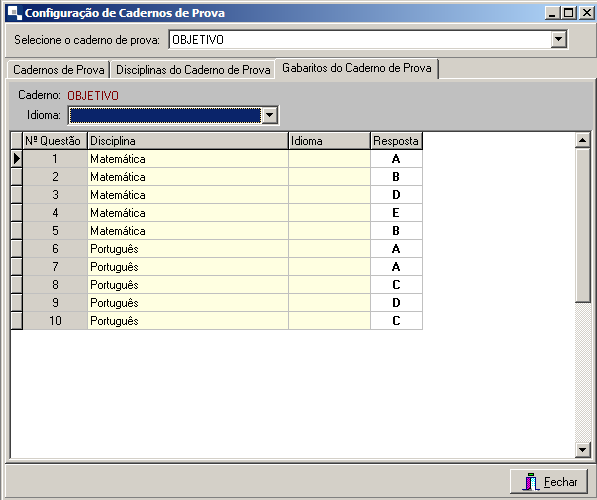 Configuração de Cadernos de Prova
Selecione o caderno de prova: OBJETIVO
Cadernos de Prova Disciplinas do Caderno de Prova Gabaritos do Caderno de Prova
Caderno: OBJETIVO
Idioma:
Nº Questão Disciplina Idioma Resposta
1 Matemática A
2 Matemática B
3 Matemática D
4 Matemática E
5 Matemática B
6 Português A
7 Português A
8 Português C
9 Português D
10 Português C
Fechar